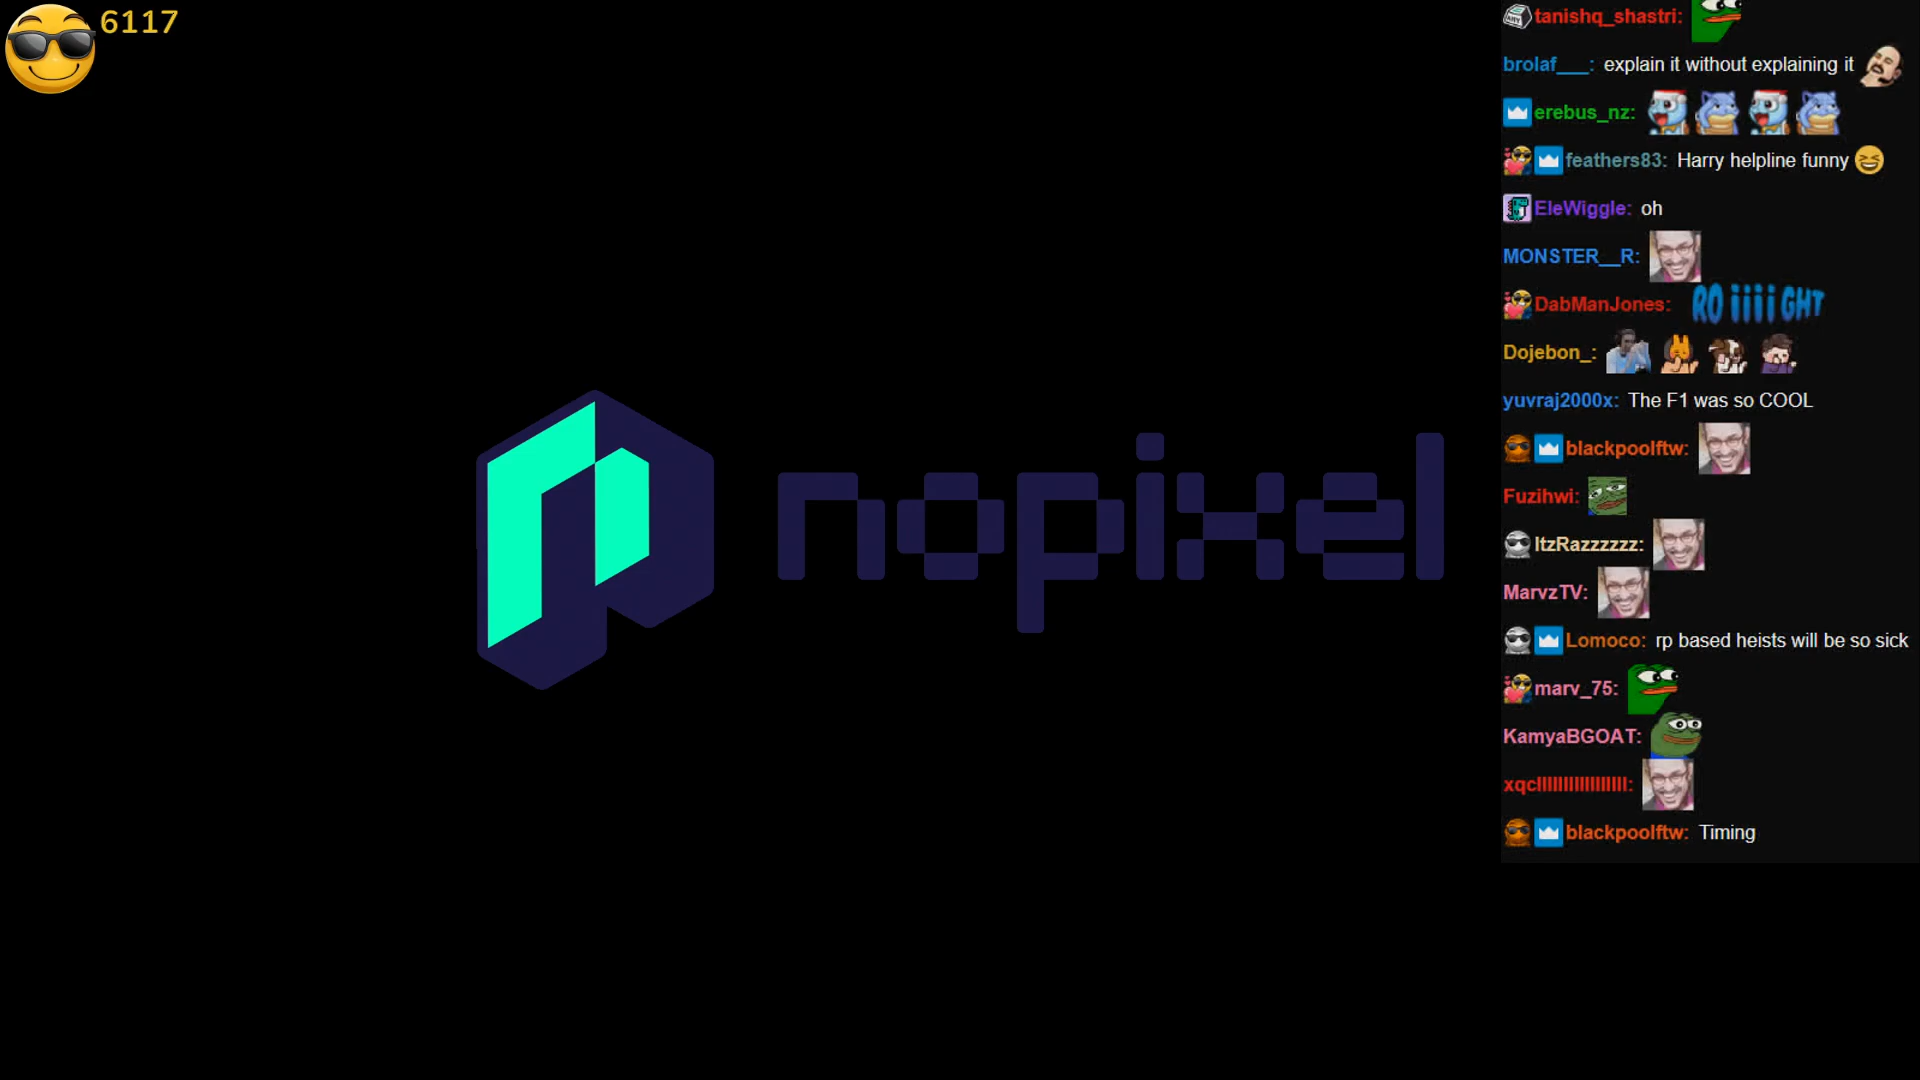 6117
tanishq_shastri:
brolaf___: explain it without explaining it
erebus_nz:
feathers83: Harry helpline funny
EleWiggle: oh
MONSTER__R:
DabManJones: ROiiiiGHT
Dojebon_:
yuvraj2000x: The F1 was so COOL
blackpoolftw:
Fuzihwi:
ItzRazzzzzz:
MarvzTV:
Lomoco: rp based heists will be so sick
marv_75:
KamyaBGOAT:
blackpoolftw: Timing
nopixel